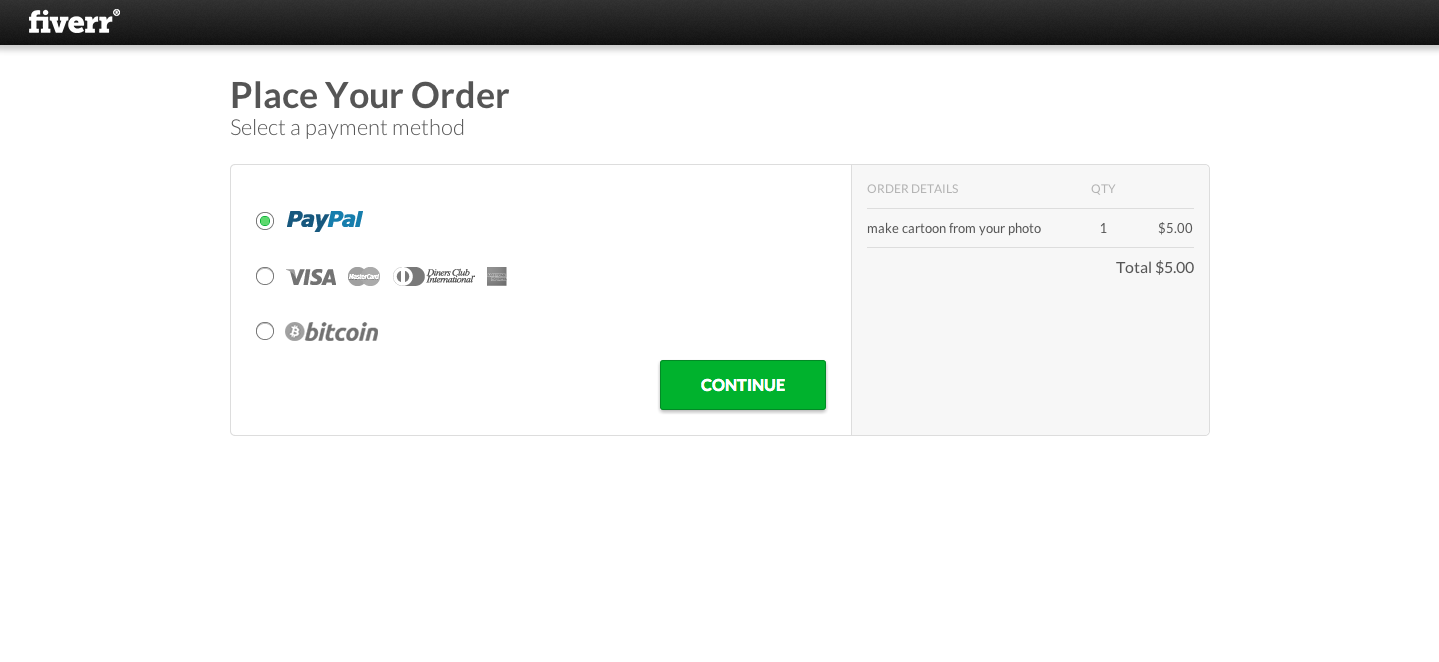 fiverr®
Place Your Order
Select a payment method
PayPal
VISA MasterCard Diners Club International
bitcoin
CONTINUE
ORDER DETAILS QTY
make cartoon from your photo 1 $5.00
Total $5.00